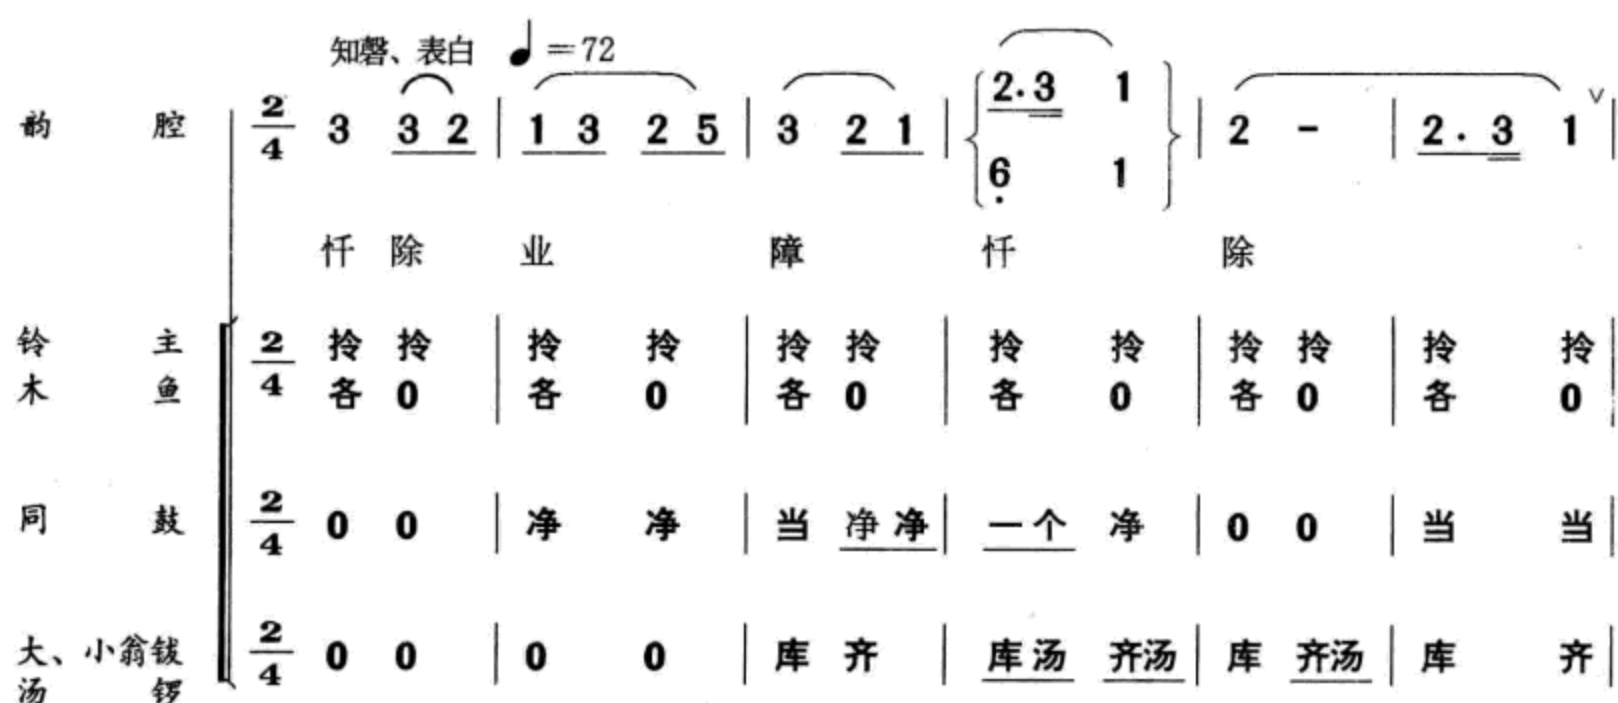 知磬、表白 ♩=72
2·3 1
韵 腔 2/4 3 3 2 | 1 3 2 5 | 3 2 1 | { } | 2 - | 2·3 1 ∨ |
6̣ 1
忏 除 业 障 忏 除
铃 主 2/4 拎 拎 | 拎 拎 | 拎 拎 | 拎 拎 | 拎 拎 | 拎 拎 |
木 鱼 各 0 | 各 0 | 各 0 | 各 0 | 各 0 | 各 0 |
同 鼓 2/4 0 0 | 净 净 | 当 净 净 | 一个 净 | 0 0 | 当 当 |
大、小翁钹 2/4 0 0 | 0 0 | 库 齐 | 库 汤 齐汤 | 库 齐汤 | 库 齐
汤 锣